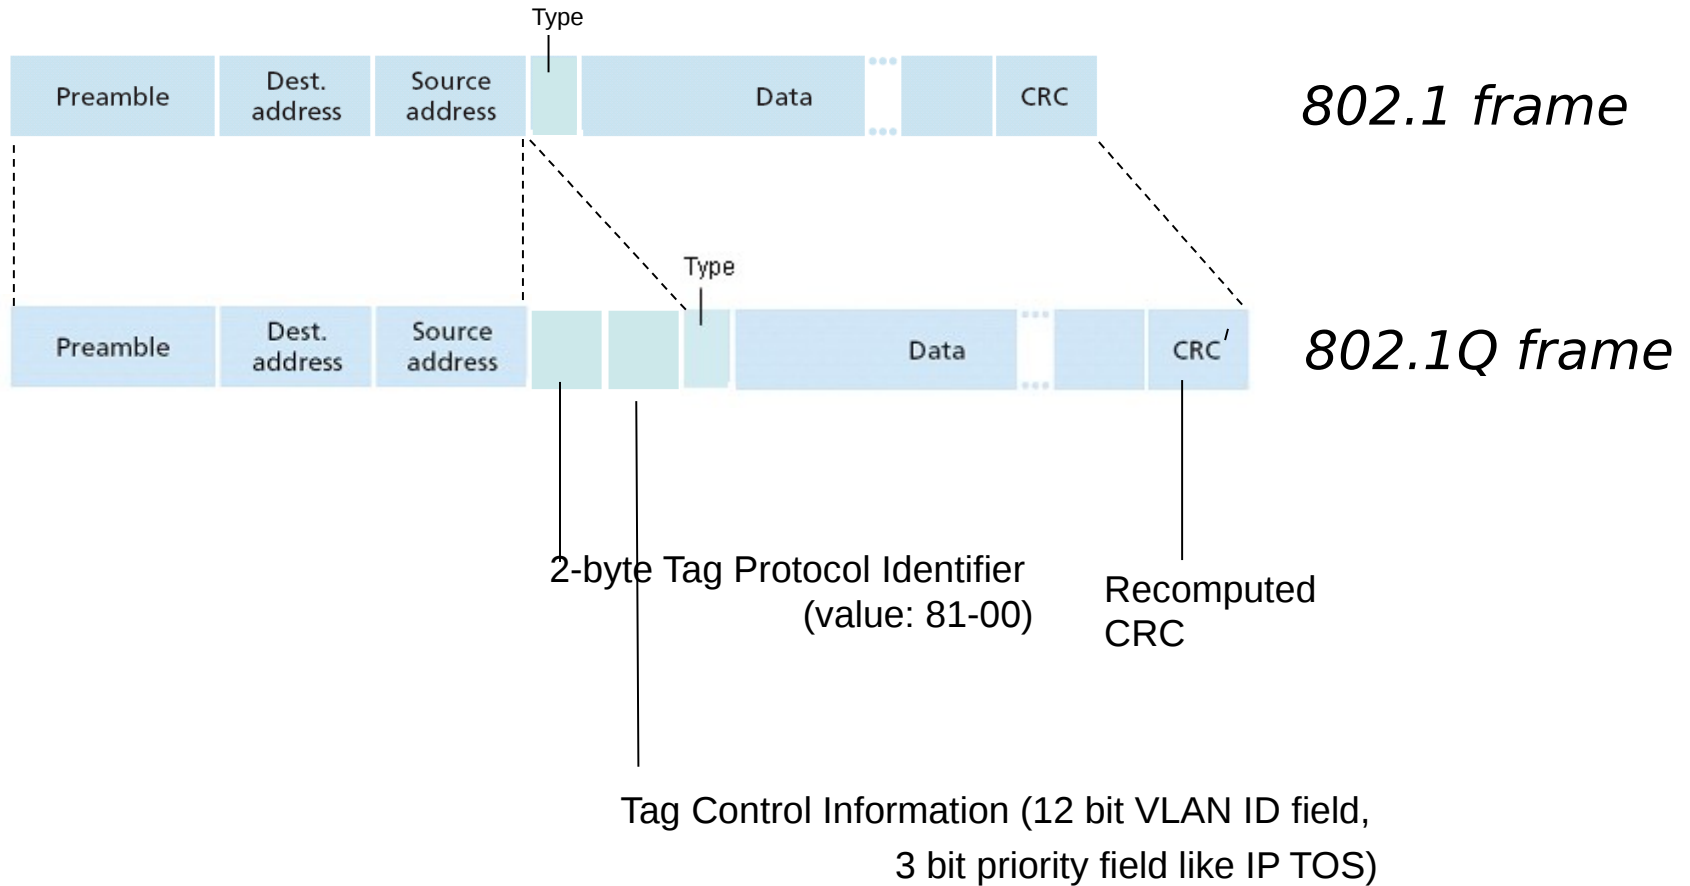 Type
Preamble
Dest.
address
Source
address
Data
CRC
802.1 frame
Type
Preamble
Dest.
address
Source
address
Data
CRC′
802.1Q frame
2-byte Tag Protocol Identifier
(value: 81-00)
Recomputed
CRC
Tag Control Information (12 bit VLAN ID field,
3 bit priority field like IP TOS)